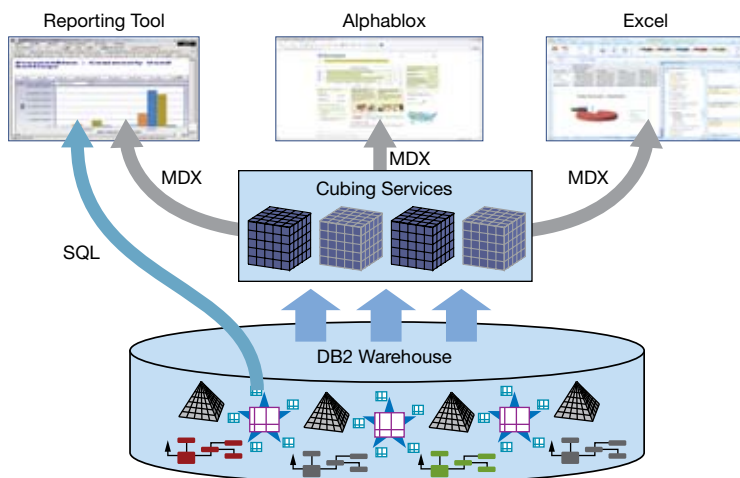 Reporting Tool
Alphablox
Excel
MDX
MDX
MDX
Cubing Services
SQL
DB2 Warehouse